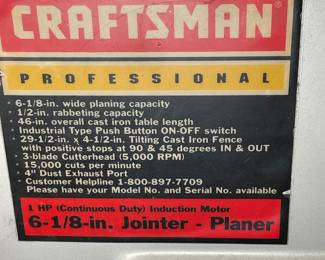 CRAFTSMAN
PROFESSIONAL
• 6-1/8-in. wide planing capacity
• 1/2-in. rabbeting capacity
• 46-in. overall cast iron table length
• Industrial Type Push Button ON-OFF switch
• 29-1/2-in. x 4-1/2-in. Tilting Cast Iron Fence
with positive stops at 90 & 45 degrees IN & OUT
• 3-blade Cutterhead (5,000 RPM)
• 15,000 cuts per minute
• 4" Dust Exhaust Port
• Customer Helpline 1-800-897-7709
Please have your Model No. and Serial No. available
1 HP (Continuous Duty) Induction Motor
6-1/8-in. Jointer - Planer